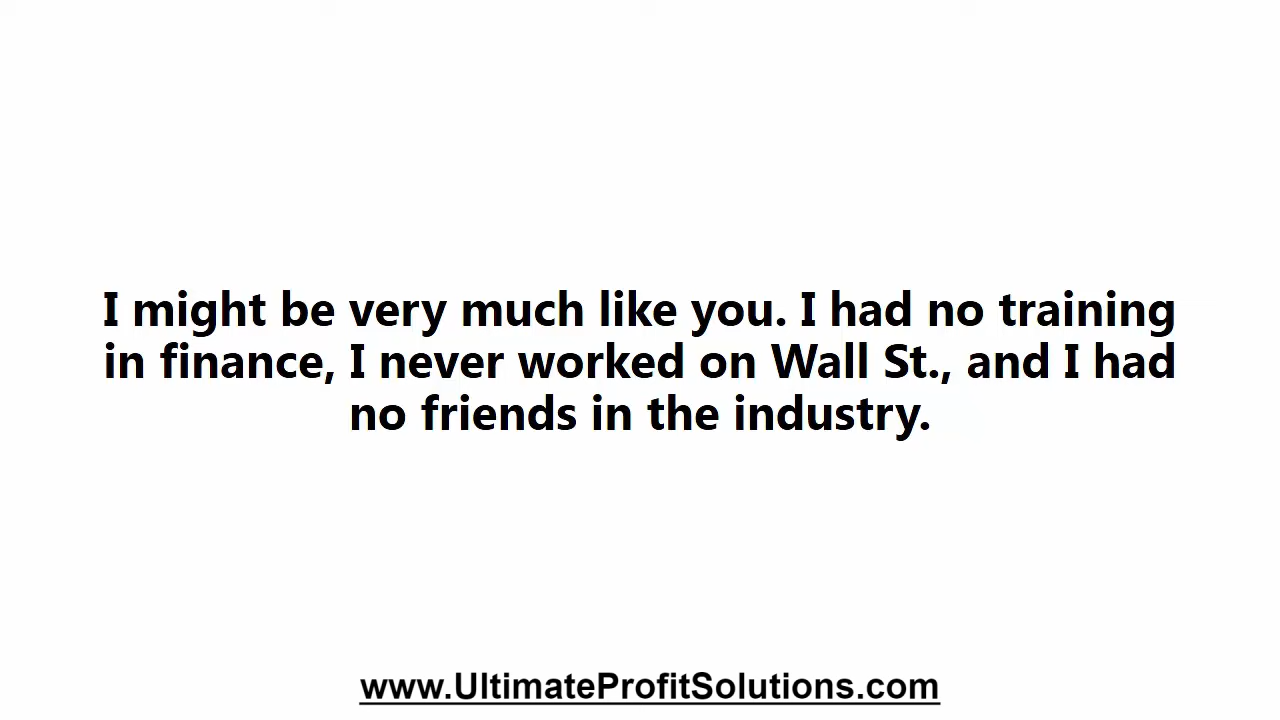 I might be very much like you. I had no training
in finance, I never worked on Wall St., and I had
no friends in the industry.
www.UltimateProfitSolutions.com